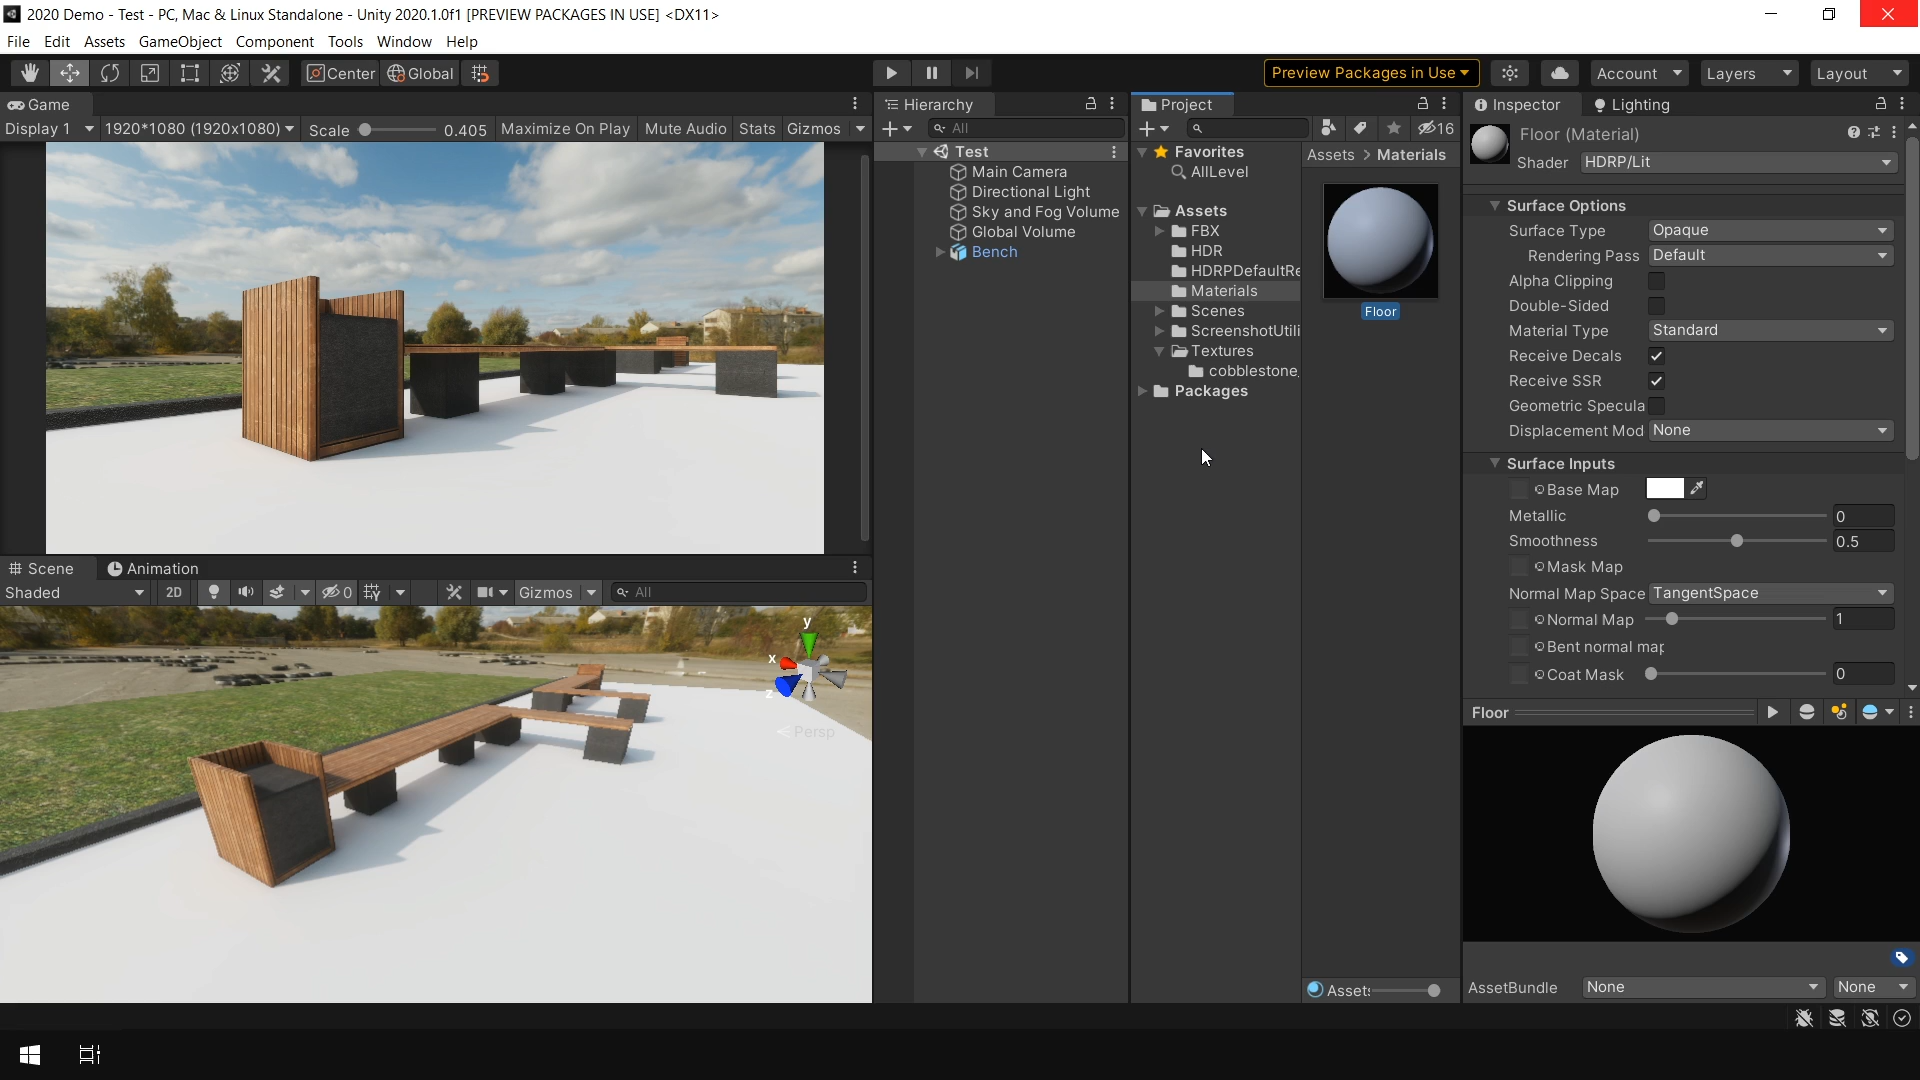 2020 Demo - Test - PC, Mac & Linux Standalone - Unity 2020.1.0f1 [PREVIEW PACKAGES IN USE] <DX11>
File Edit Assets GameObject Component Tools Window Help
Center Global Preview Packages in Use Account Layers Layout
Game
Display 1 1920*1080 (1920x1080) Scale 0.405 Maximize On Play Mute Audio Stats Gizmos
Scene Animation
Shaded 2D 0 Gizmos All
y
x
z
Persp
Hierarchy
All
Test
Main Camera
Directional Light
Sky and Fog Volume
Global Volume
Bench
Project
16
Favorites
AllLevel
Assets
FBX
HDR
HDRPDefaultRe
Materials
Scenes
ScreenshotUtili
Textures
cobblestone_
Packages
Assets > Materials
Floor
Assets
Inspector Lighting
Floor (Material)
Shader HDRP/Lit
Surface Options
Surface Type Opaque
Rendering Pass Default
Alpha Clipping
Double-Sided
Material Type Standard
Receive Decals
Receive SSR
Geometric Specula
Displacement Mod None
Surface Inputs
Base Map
Metallic 0
Smoothness 0.5
Mask Map
Normal Map Space TangentSpace
Normal Map 1
Bent normal map
Coat Mask 0
Floor
AssetBundle None None